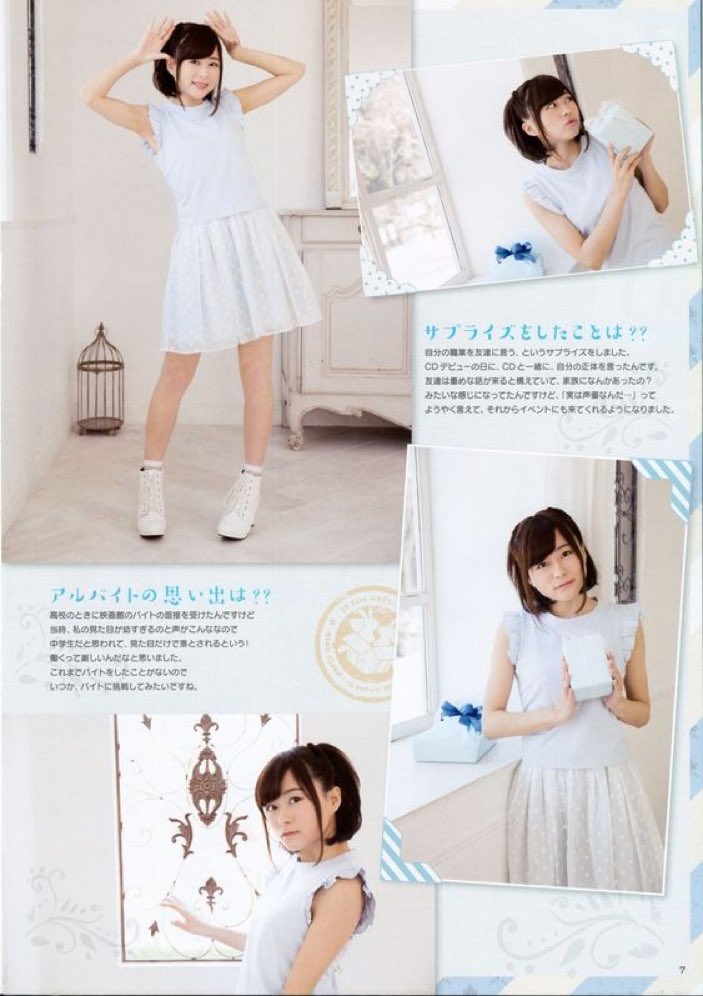 サプライズをしたことは??
自分の職業を友達に言う、というサプライズをしました。
CDデビューの日に、CDと一緒に、自分の正体を言ったんです。
友達は重めな話が来ると構えていて、家族になんかあったの?
みたいな感じになってたんですけど、「実は声優なんだ…」って
ようやく言えて、それからイベントにも来てくれるようになりました。
アルバイトの思い出は??
高校のときに映画館のバイトの面接を受けたんですけど
当時、私の見た目が幼すぎるのと声がこんななので
中学生だと思われて、見た目だけで落とされるという!
働くって厳しいんだなと思いました。
これまでバイトをしたことがないので
いつか、バイトに挑戦してみたいですね。
7